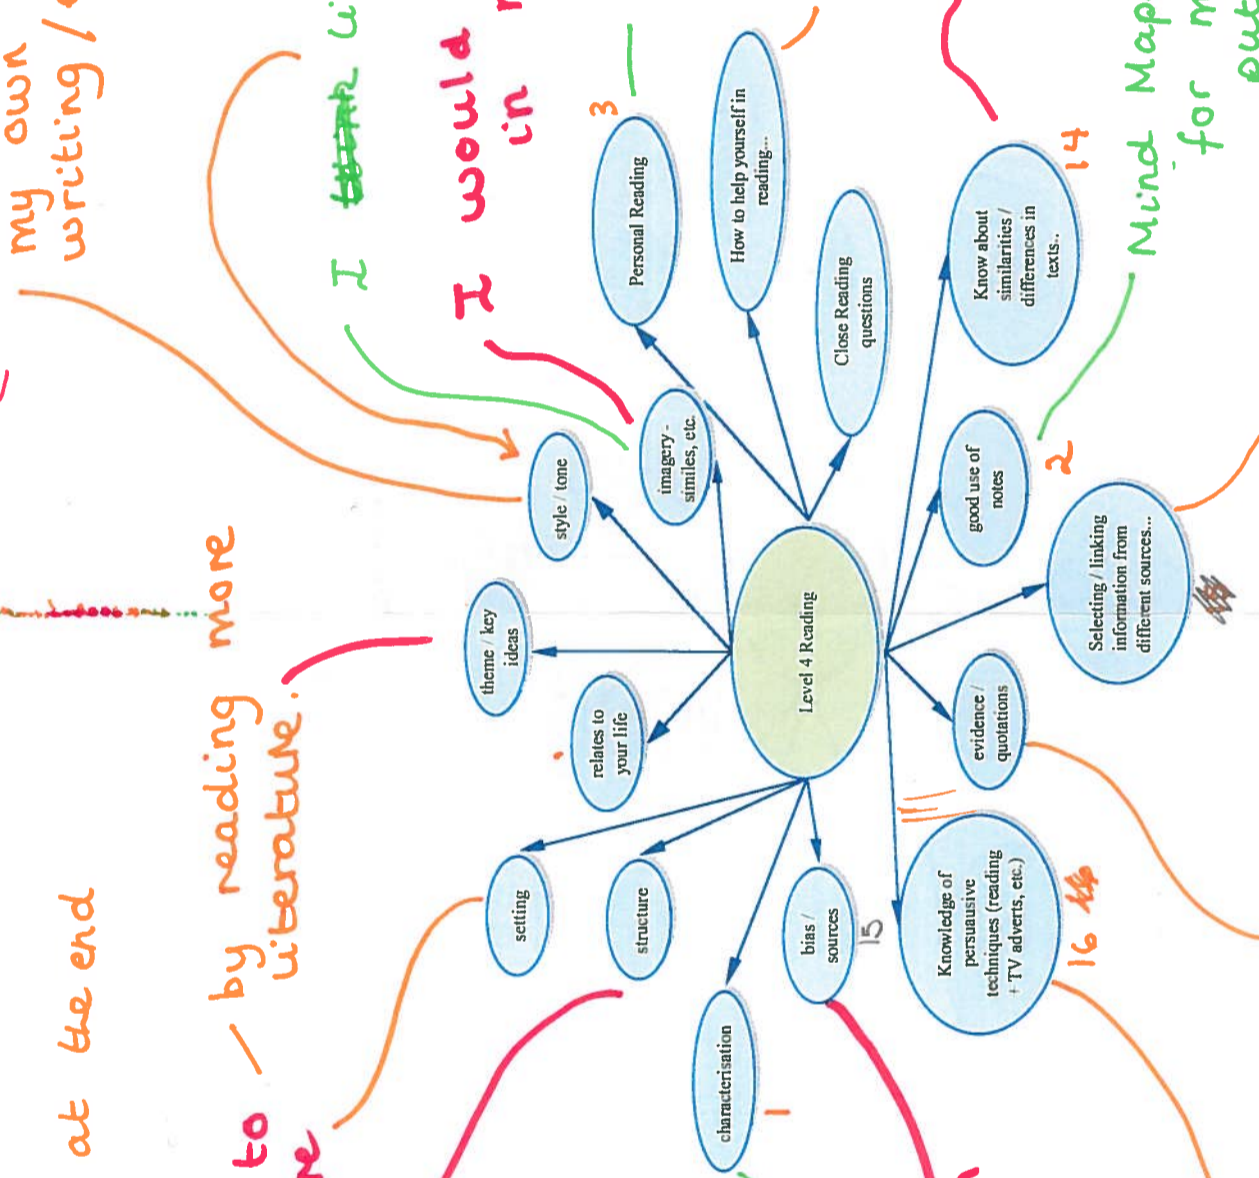 my own
writing /
I li
I would
in
Mind Map
for m
out
at the end
to – by reading more
literature.
re
3
Personal Reading
How to help yourself in
reading...
Close Reading
questions
Know about
similarities /
differences in
texts..
14
imagery -
similes, etc.
style / tone
theme / key
ideas
relates to
your life
Level 4 Reading
good use of
notes
2
Selecting / linking
information from
different sources...
evidence /
quotations
setting
structure
bias /
sources
15
characterisation
1
Knowledge of
persuausive
techniques (reading
+ TV adverts, etc.)
16